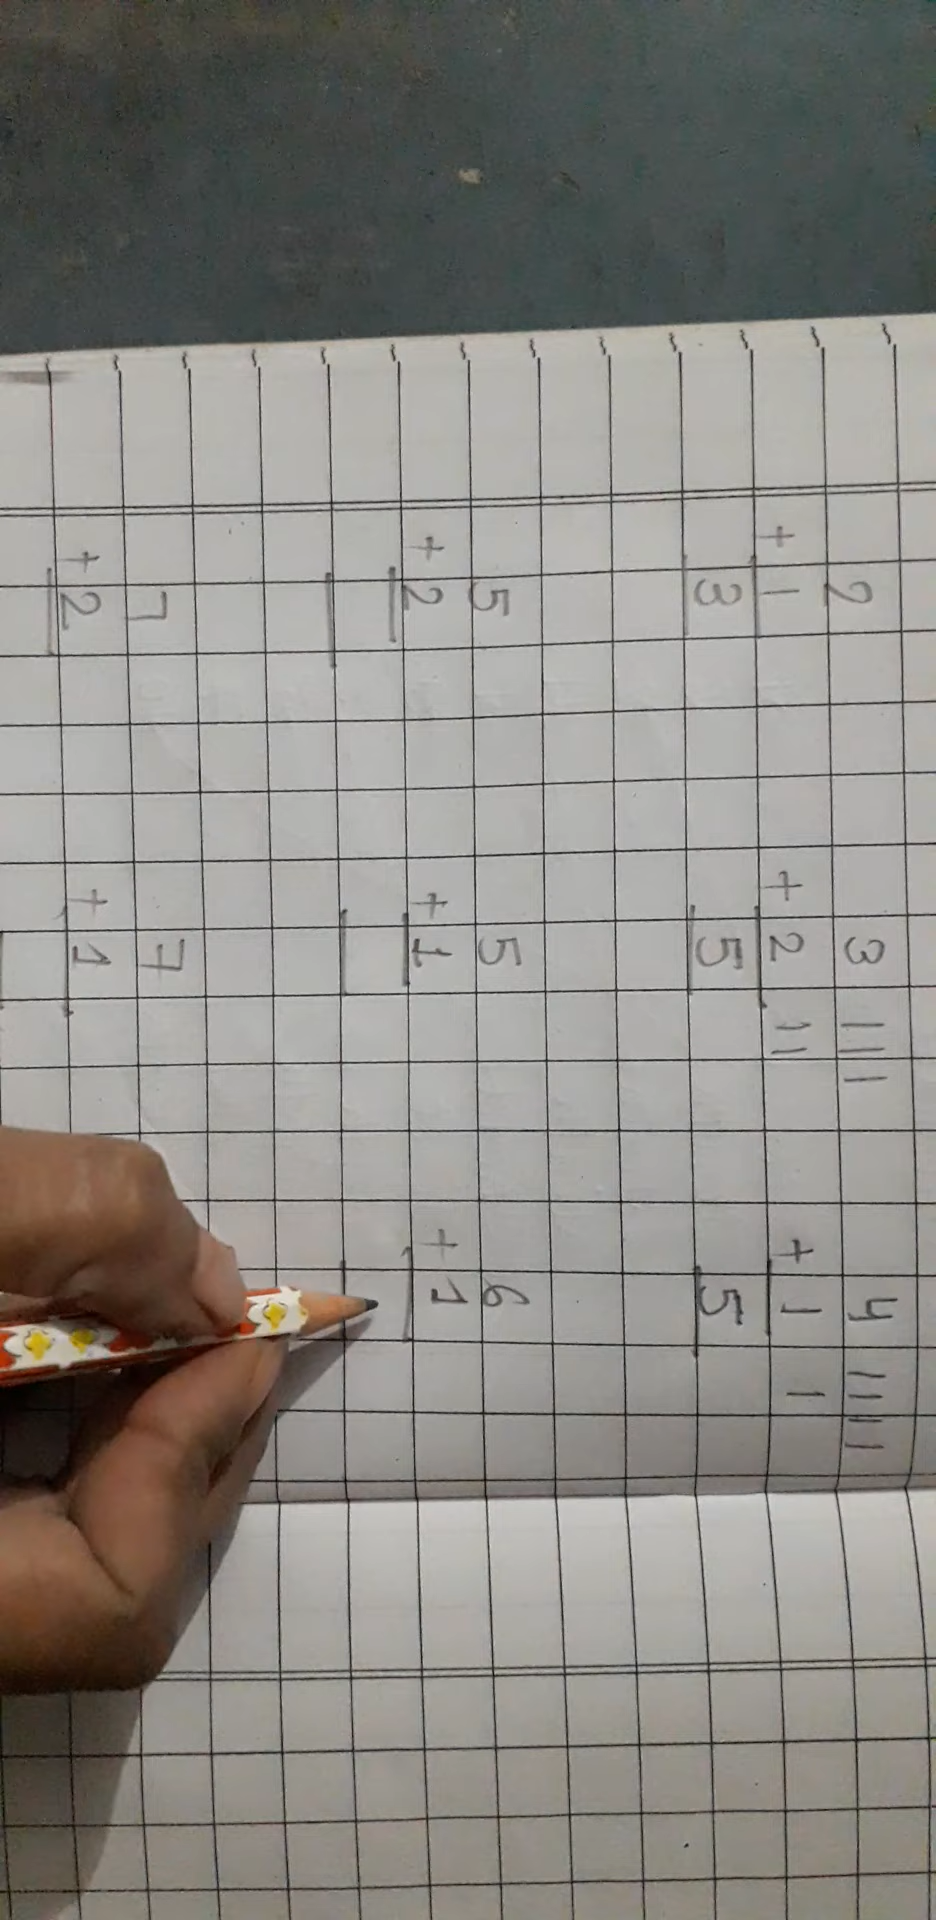 2 3 ||| 4 ||||
+ 1 + 2 || + 1 |
3 5 5
5 5 6
+ 2 + 1 + 1
7 7
+ 2 + 1